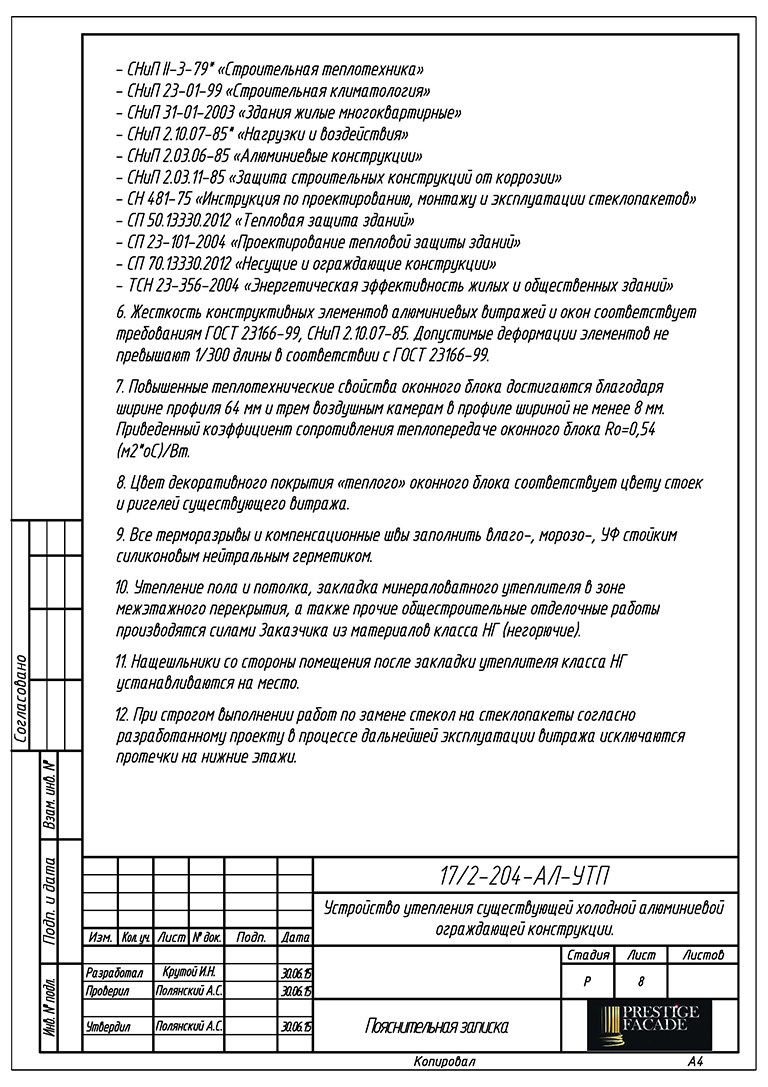 - СНиП II-3-79* «Строительная теплотехника»
- СНиП 23-01-99 «Строительная климатология»
- СНиП 31-01-2003 «Здания жилые многоквартирные»
- СНиП 2.10.07-85* «Нагрузки и воздействия»
- СНиП 2.03.06-85 «Алюминиевые конструкции»
- СНиП 2.03.11-85 «Защита строительных конструкций от коррозии»
- СН 481-75 «Инструкция по проектированию, монтажу и эксплуатации стеклопакетов»
- СП 50.13330.2012 «Тепловая защита зданий»
- СП 23-101-2004 «Проектирование тепловой защиты зданий»
- СП 70.13330.2012 «Несущие и ограждающие конструкции»
- ТСН 23-356-2004 «Энергетическая эффективность жилых и общественных зданий»
6. Жесткость конструктивных элементов алюминиевых витражей и окон соответствует
требованиям ГОСТ 23166-99, СНиП 2.10.07-85. Допустимые деформации элементов не
превышают 1/300 длины в соответствии с ГОСТ 23166-99.
7. Повышенные теплотехнические свойства оконного блока достигаются благодаря
ширине профиля 64 мм и трем воздушным камерам в профиле шириной не менее 8 мм.
Приведенный коэффициент сопротивления теплопередаче оконного блока Ro=0,54
(м2*оС)/Вт.
8. Цвет декоративного покрытия «теплого» оконного блока соответствует цвету стоек
и ригелей существующего витража.
9. Все терморазрывы и компенсационные швы заполнить влаго-, морозо-, УФ стойким
силиконовым нейтральным герметиком.
10. Утепление пола и потолка, закладка минераловатного утеплителя в зоне
межэтажного перекрытия, а также прочие общестроительные отделочные работы
производятся силами Заказчика из материалов класса НГ (негорючие).
11. Нащельники со стороны помещения после закладки утеплителя класса НГ
устанавливаются на место.
12. При строгом выполнении работ по замене стекол на стеклопакеты согласно
разработанному проекту в процессе дальнейшей эксплуатации витража исключаются
протечки на нижние этажи.
Согласовано
Взам. инв. №
Подп. и дата
Инв. № подл.
17/2-204-АЛ-УТП
Устройство утепления существующей холодной алюминиевой
ограждающей конструкции.
Изм. Кол.уч. Лист № док. Подп. Дата
Стадия Лист Листов
Разработал Крутой И.Н. 30.06.15
Р 8
Проверил Полянский А.С. 30.06.15
Утвердил Полянский А.С. 30.06.15
Пояснительная записка
PRESTIGE
FACADE
Копировал А4